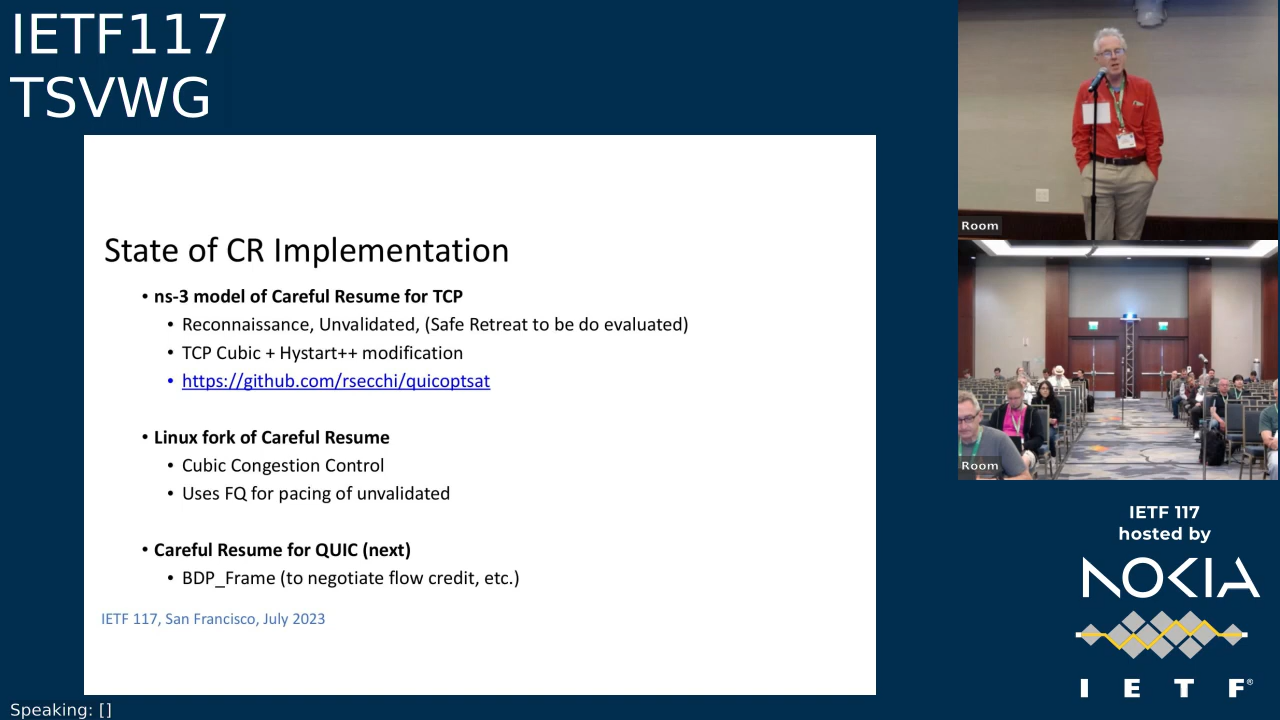 IETF117
TSVWG
State of CR Implementation
• ns-3 model of Careful Resume for TCP
• Reconnaissance, Unvalidated, (Safe Retreat to be do evaluated)
• TCP Cubic + Hystart++ modification
• https://github.com/rsecchi/quicoptsat
• Linux fork of Careful Resume
• Cubic Congestion Control
• Uses FQ for pacing of unvalidated
• Careful Resume for QUIC (next)
• BDP_Frame (to negotiate flow credit, etc.)
IETF 117, San Francisco, July 2023
Room
Room
IETF 117
hosted by
NOKIA
I E T F®
Speaking: []